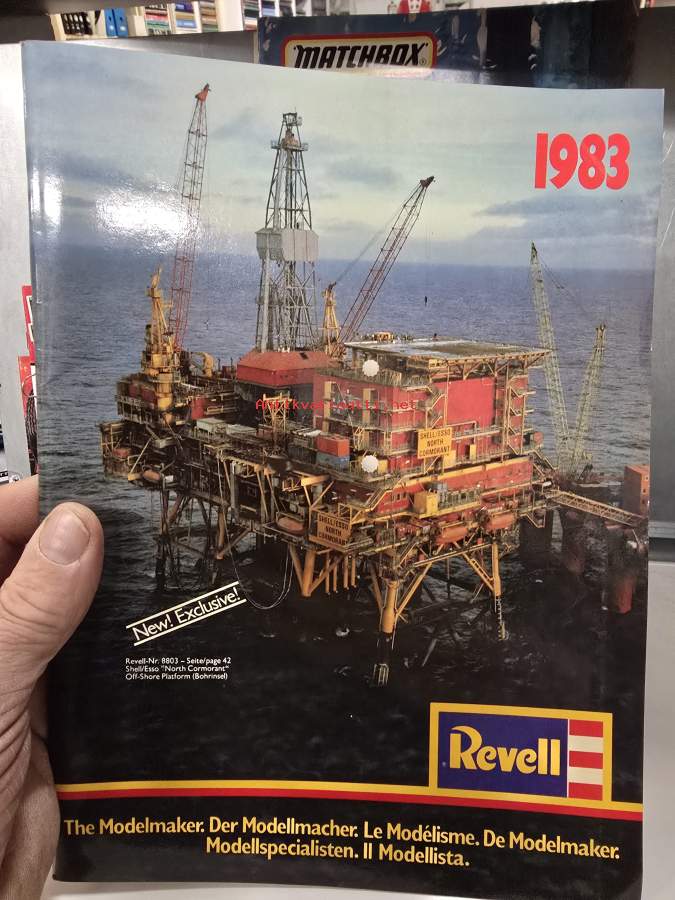 MATCHBOX
1983
Antikvariaatti.net
SHELL/ESSO
NORTH
CORMORANT
SHELL/ESSO
NORTH
CORMORANT
New! Exclusive!
Revell-Nr. 8803 – Seite/page 42
Shell/Esso "North Cormorant"
Off-Shore Platform (Bohrinsel)
Revell
The Modelmaker. Der Modellmacher. Le Modélisme. De Modelmaker.
Modellspecialisten. Il Modellista.